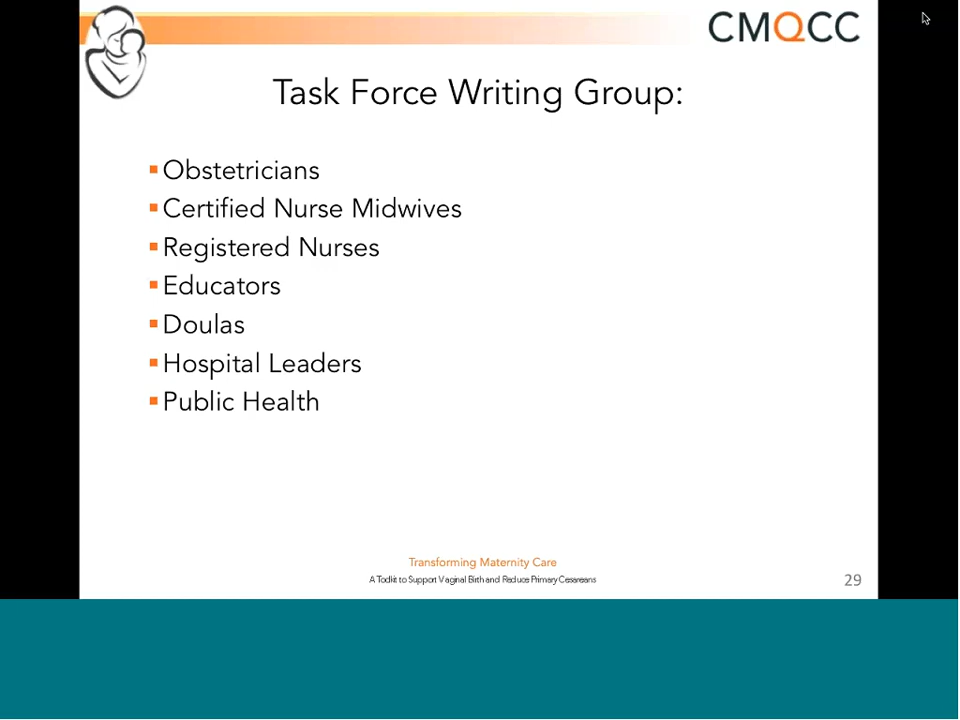 CMQCC
Task Force Writing Group:
Obstetricians
Certified Nurse Midwives
Registered Nurses
Educators
Doulas
Hospital Leaders
Public Health
Transforming Maternity Care
A Toolkit to Support Vaginal Birth and Reduce Primary Cesareans
29